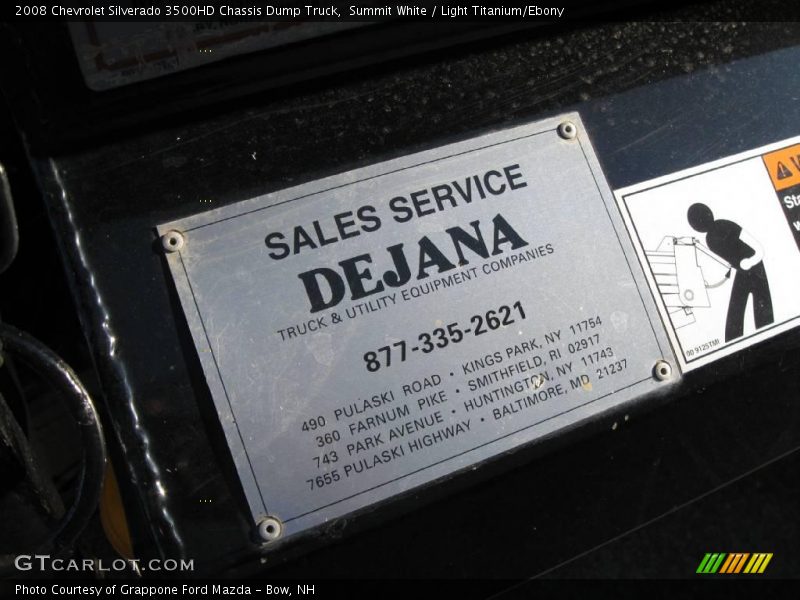 2008 Chevrolet Silverado 3500HD Chassis Dump Truck,  Summit White / Light Titanium/Ebony
SALES SERVICE
DEJANA
TRUCK & UTILITY EQUIPMENT COMPANIES
877-335-2621
490 PULASKI ROAD • KINGS PARK, NY 11754
360 FARNUM PIKE • SMITHFIELD, RI 02917
743 PARK AVENUE • HUNTINGTON, NY 11743
7655 PULASKI HIGHWAY • BALTIMORE, MD 21237
GTCARLOT.COM
Photo Courtesy of Grappone Ford Mazda - Bow, NH